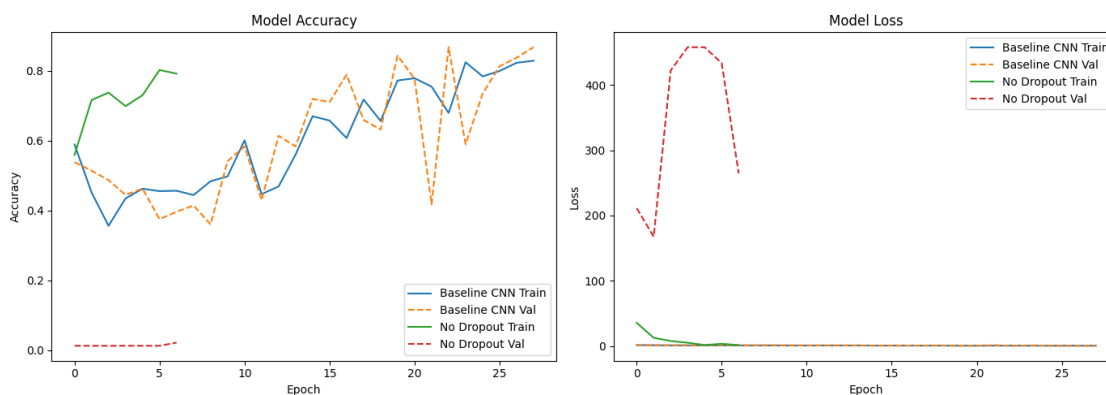 Model Accuracy
Accuracy
0.8
0.6
0.4
0.2
0.0
0
5
10
15
20
25
Epoch
Baseline CNN Train
Baseline CNN Val
No Dropout Train
No Dropout Val
Model Loss
Loss
400
300
200
100
0
0
5
10
15
20
25
Epoch
Baseline CNN Train
Baseline CNN Val
No Dropout Train
No Dropout Val